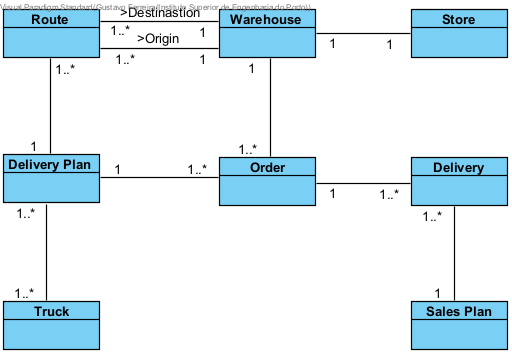 Visual Paradigm Standard(Gustavo Ferreira(Instituto Superior de Engenharia do Porto))
Route
>Destinastion
1..*
1
>Origin
1..*
1
Warehouse
1
1
Store
1..*
1
1
1..*
Delivery Plan
1
1..*
Order
1
1..*
Delivery
1..*
1..*
1..*
1
Truck
Sales Plan